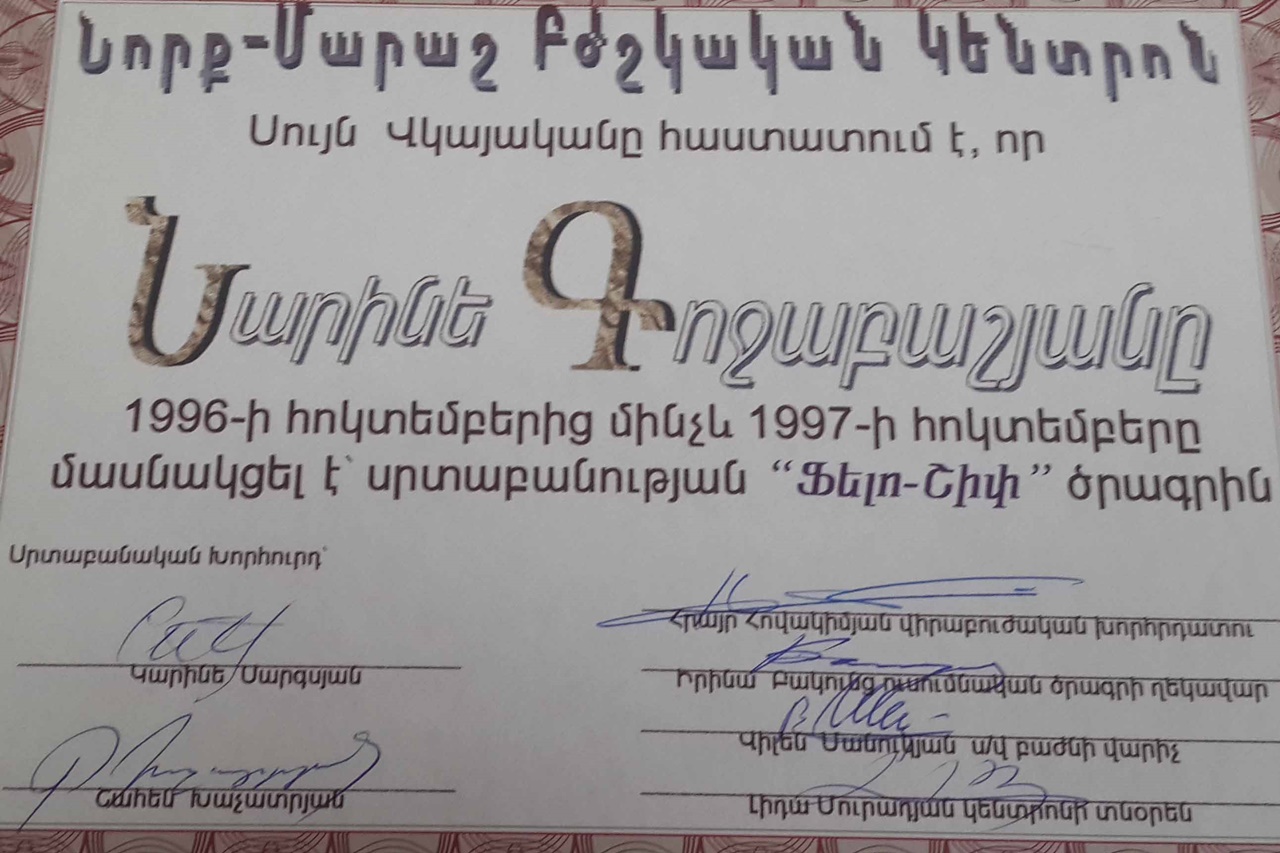 Նորք-Մարաշ Բժշկական Կենտրոն
Սույն Վկայականը հաստատում է, որ
Նարինե Գոջաբաշյանը
1996-ի հոկտեմբերից մինչև 1997-ի հոկտեմբերը
մասնակցել է՝ սրտաբանության “Ֆելո-Շիփ” ծրագրին
Սրտաբանական Խորհուրդ՝
Հրայր Հովակիմյան վիրաբուժական խորհրդատու
Կարինե Սարգսյան
Իրինա Բակունց ուսումնական ծրագրի ղեկավար
Վիլեն Մանուկյան ա/վ բաժնի վարիչ
Շահեն Խաչատրյան
Լիդա Մուրադյան կենտրոնի տնօրեն